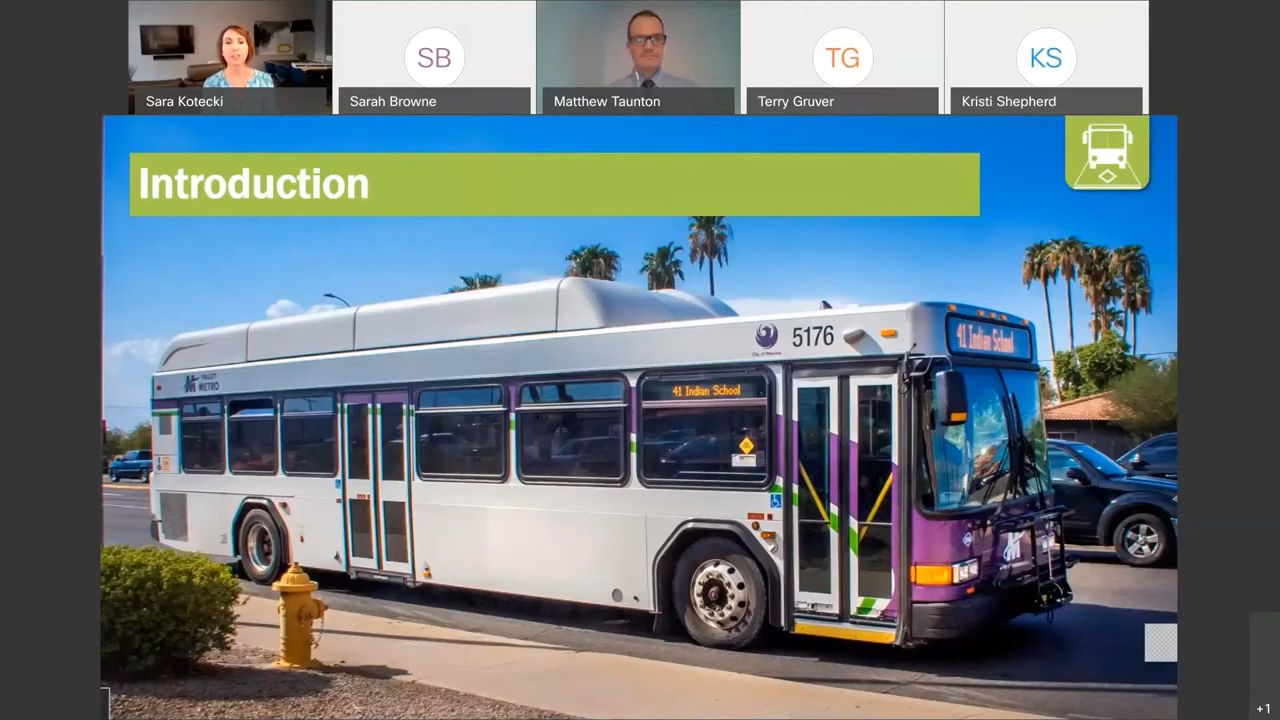 SB
TG
KS
Sara Kotecki
Sarah Browne
Matthew Taunton
Terry Gruver
Kristi Shepherd
Introduction
City of Phoenix
5176
41 Indian School
VALLEY
METRO
41 Indian School
+1